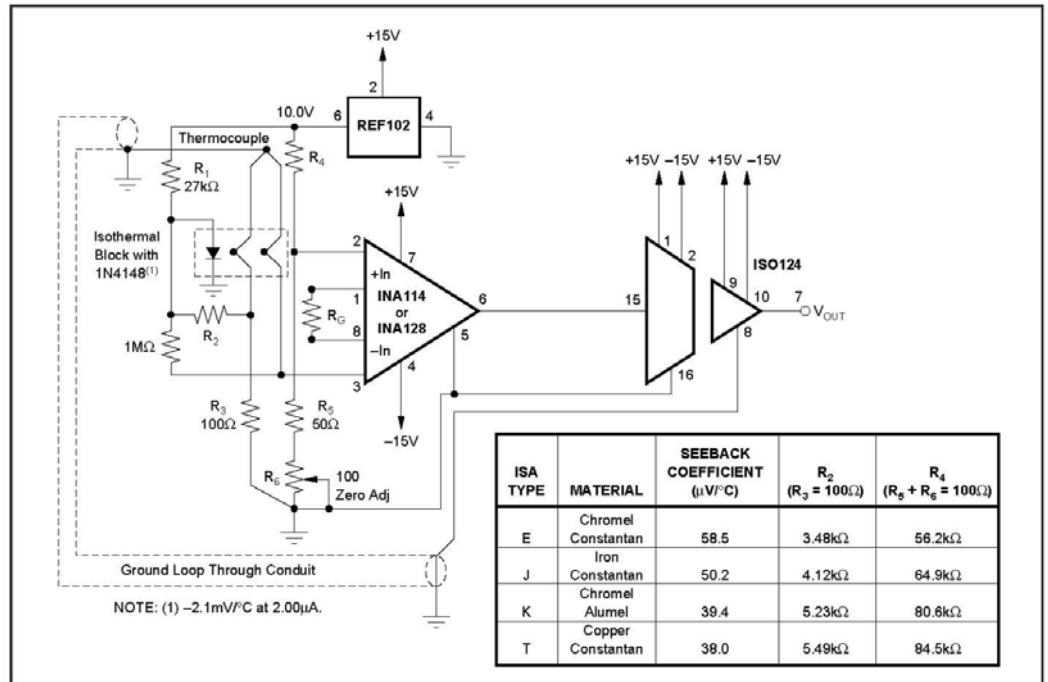 +15V
2
10.0V
6
REF102
4
Thermocouple
R1
27kΩ
R4
+15V
+15V –15V
+15V –15V
Isothermal
Block with
1N4148(1)
2
7
1
2
ISO124
+In
1
INA114
or
INA128
RG
8
–In
6
5
15
9
9
10
7
VOUT
8
R2
1MΩ
4
3
16
R3
100Ω
R5
50Ω
–15V
R6
100
Zero Adj
Ground Loop Through Conduit
NOTE: (1) –2.1mV/°C at 2.00µA.
ISA TYPE MATERIAL SEEBACK COEFFICIENT (µV/°C) R2 (R3 = 100Ω) R4 (R5 + R6 = 100Ω)
E Chromel Constantan 58.5 3.48kΩ 56.2kΩ
J Iron Constantan 50.2 4.12kΩ 64.9kΩ
K Chromel Alumel 39.4 5.23kΩ 80.6kΩ
T Copper Constantan 38.0 5.49kΩ 84.5kΩ